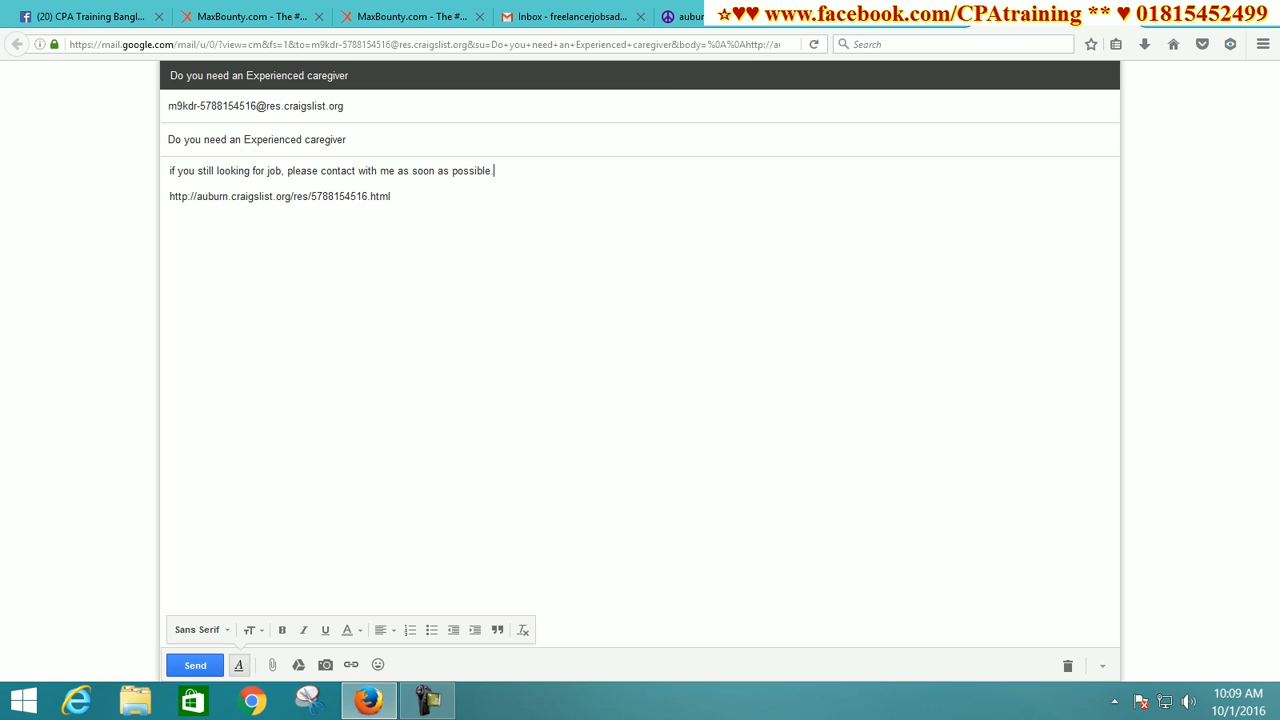 (20) CPA Training Bangl...
MaxBounty.com - The #...
MaxBounty.com - The #...
Inbox - freelancerjobsad...
aubu
☆♥♥ www.facebook.com/CPAtraining ** ♥ 01815452499
https://mail.google.com/mail/u/0/?view=cm&fs=1&to=m9kdr-5788154516@res.craigslist.org&su=Do+you+need+an+Experienced+caregiver&body=%0A%0Ahttp://au
Search
Do you need an Experienced caregiver
m9kdr-5788154516@res.craigslist.org
Do you need an Experienced caregiver
if you still looking for job, please contact with me as soon as possible.
http://auburn.craigslist.org/res/5788154516.html
Sans Serif
Send
10:09 AM
10/1/2016